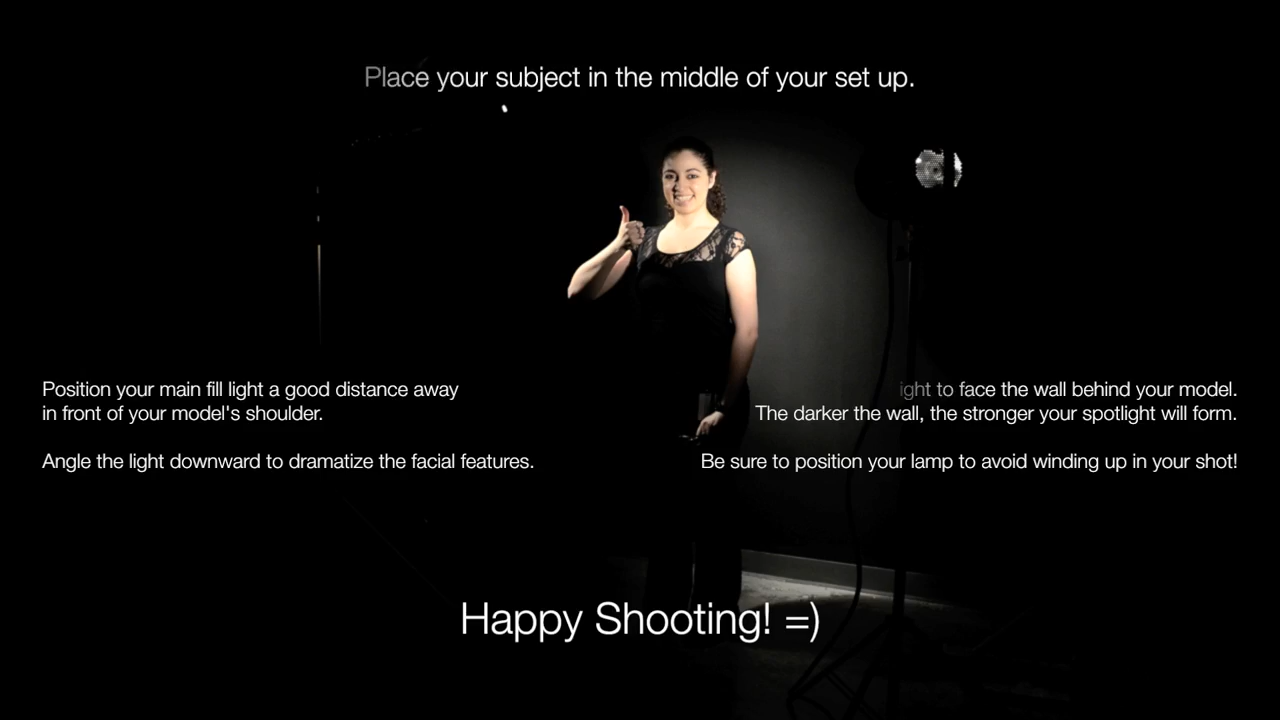 Place your subject in the middle of your set up.
Position your main fill light a good distance away
in front of your model's shoulder.
Angle the light downward to dramatize the facial features.
ight to face the wall behind your model.
The darker the wall, the stronger your spotlight will form.
Be sure to position your lamp to avoid winding up in your shot!
Happy Shooting! =)